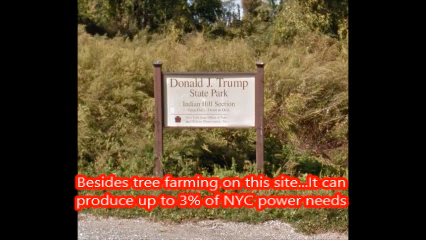 Donald J. Trump
State Park
Indian Hill Section
Besides tree farming on this site...It can
produce up to 3% of NYC power needs